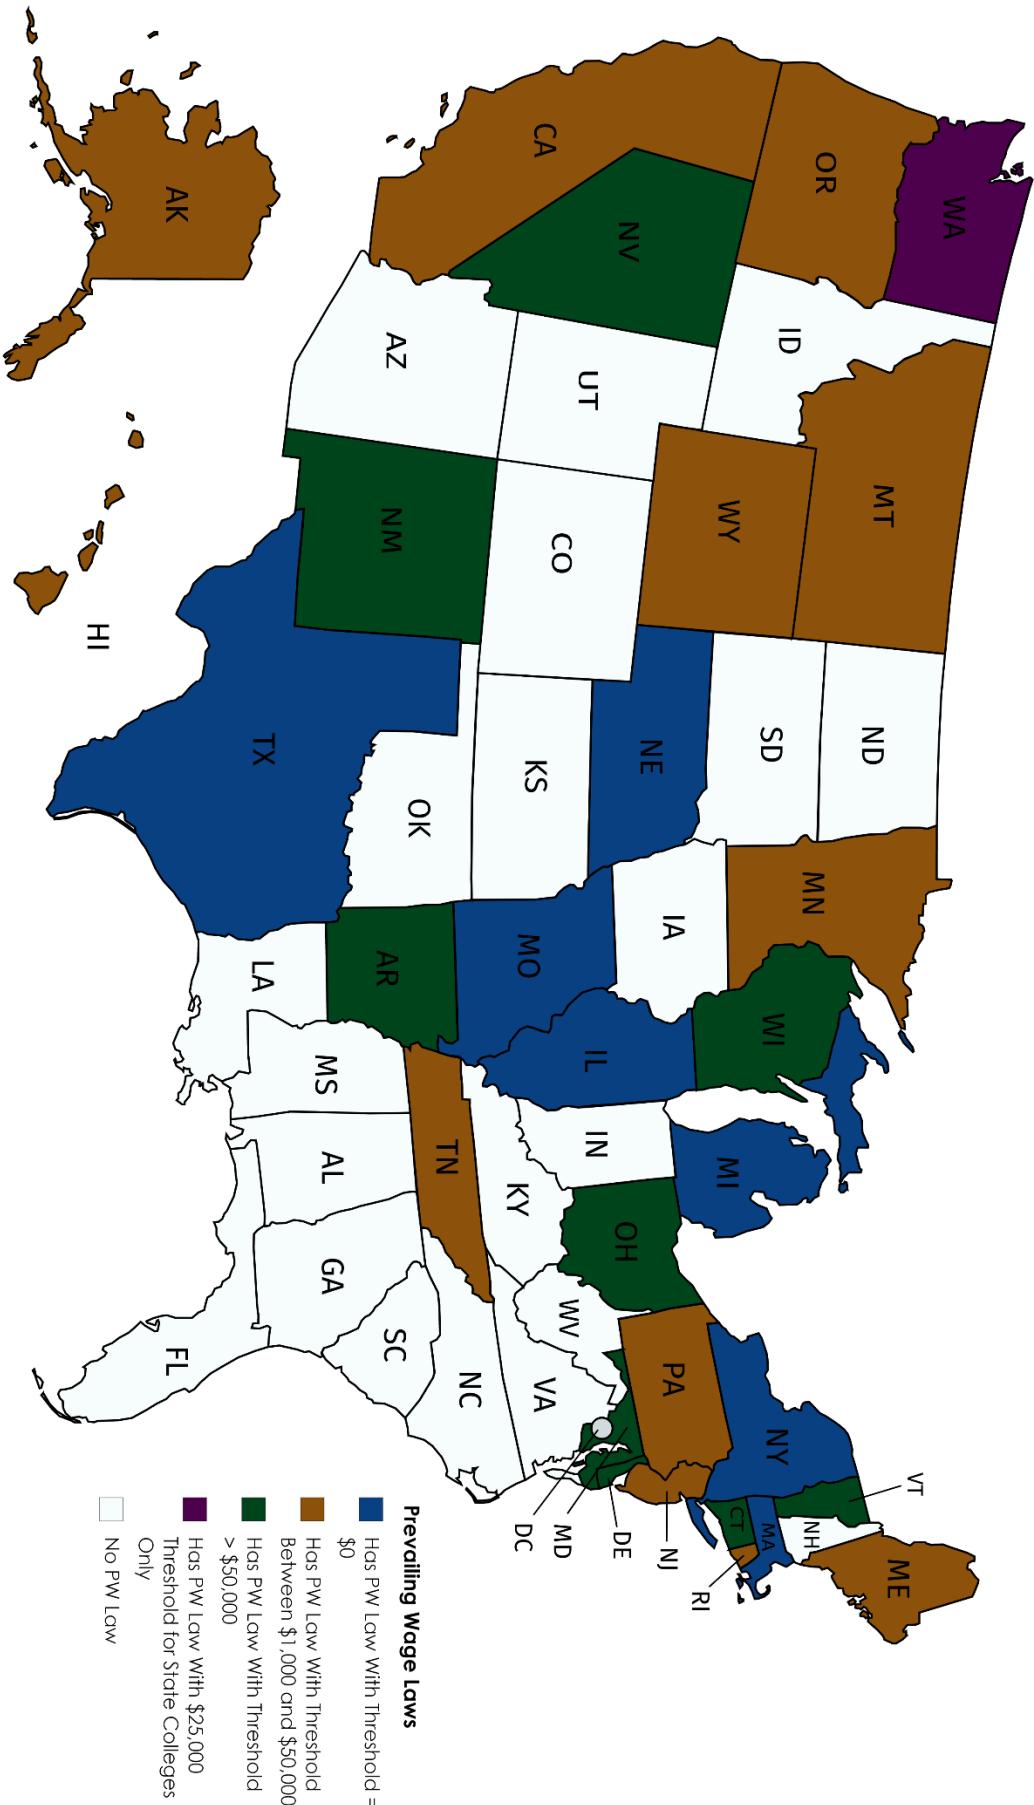 WA
OR
CA
NV
ID
MT
WY
UT
AZ
CO
NM
ND
SD
NE
KS
OK
TX
MN
IA
MO
AR
LA
WI
IL
MS
MI
IN
KY
TN
AL
OH
WV
GA
FL
SC
NC
VA
PA
NY
VT
NH
ME
MA
CT
RI
NJ
DE
MD
DC
AK
HI
Prevailing Wage Laws
Has PW Law With Threshold =
$0
Has PW Law With Threshold
Between $1,000 and $50,000
Has PW Law With Threshold
> $50,000
Has PW Law With $25,000
Threshold for State Colleges
Only
No PW Law